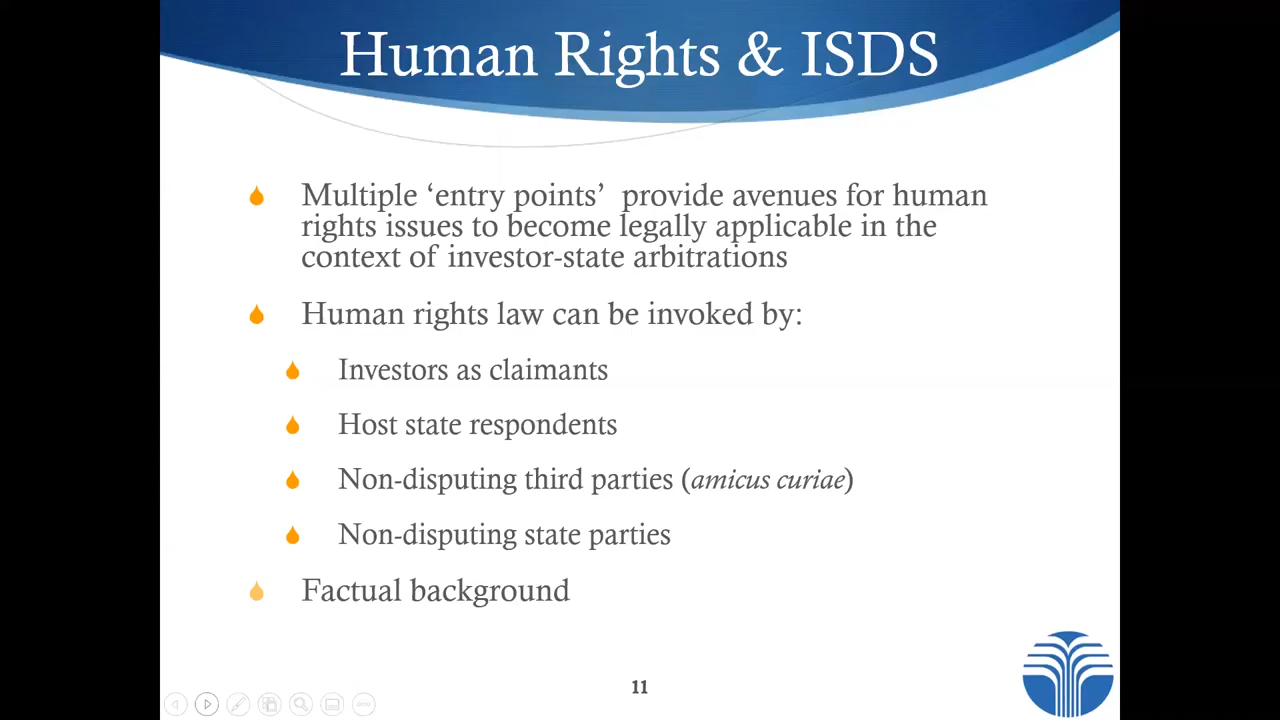 Human Rights & ISDS
Multiple ‘entry points’ provide avenues for human
rights issues to become legally applicable in the
context of investor-state arbitrations
Human rights law can be invoked by:
Investors as claimants
Host state respondents
Non-disputing third parties (amicus curiae)
Non-disputing state parties
Factual background
11